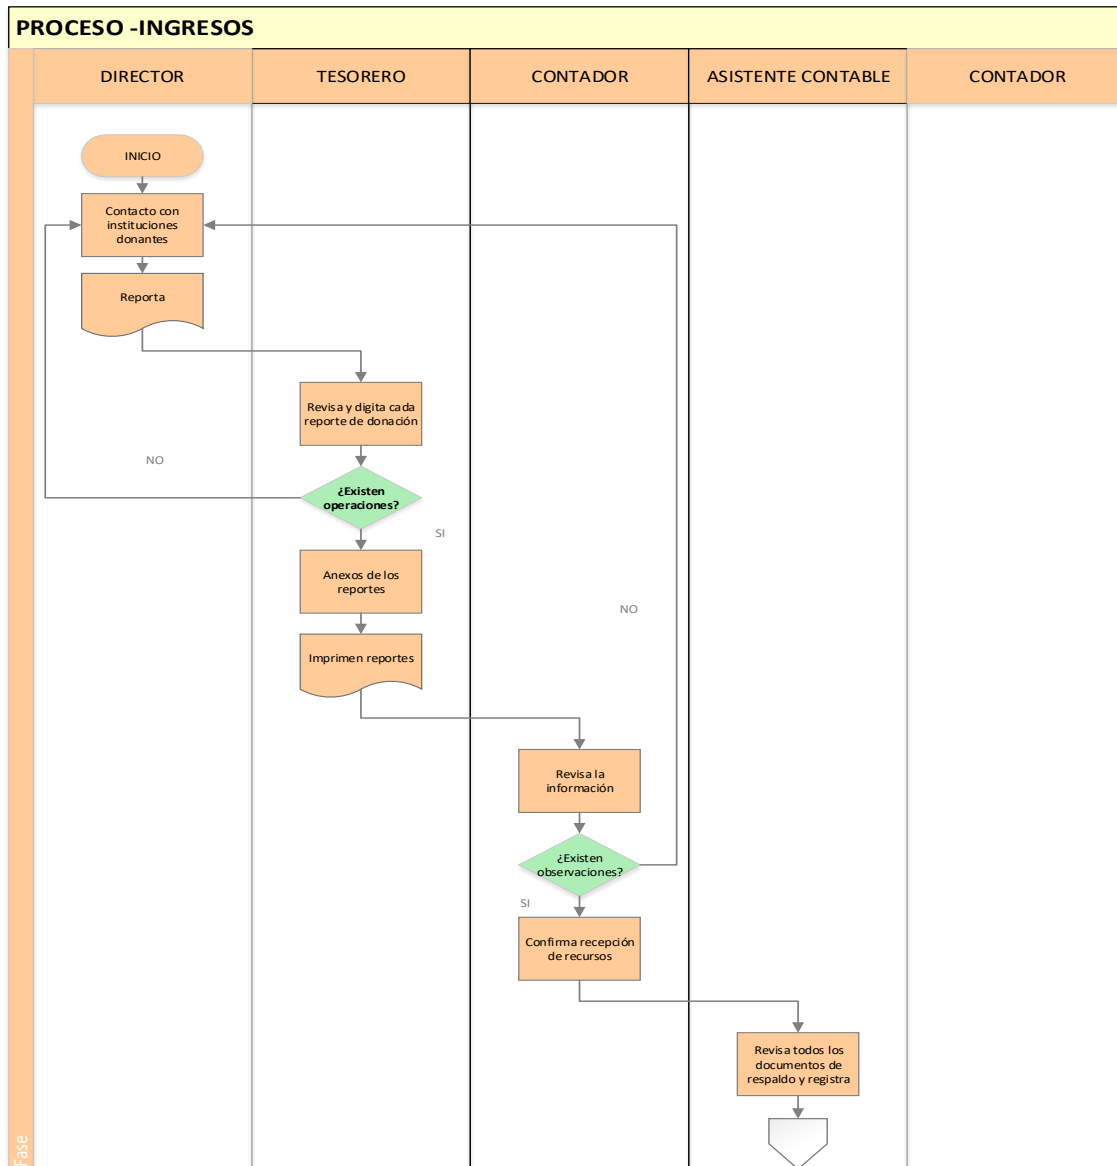 PROCESO -INGRESOS
DIRECTOR
TESORERO
CONTADOR
ASISTENTE CONTABLE
CONTADOR
INICIO
Contacto con
instituciones
donantes
Reporta
Revisa y digita cada
reporte de donación
NO
¿Existen
operaciones?
SI
Anexos de los
reportes
NO
Imprimen reportes
Revisa la
información
¿Existen
observaciones?
SI
Confirma recepción
de recursos
Revisa todos los
documentos de
respaldo y registra
Fase